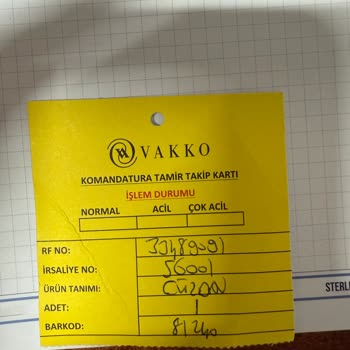 VAKKO
KOMANDATURA TAMİR TAKİP KARTI
İŞLEM DURUMU
NORMAL ACİL ÇOK ACİL
RF NO:
İRSALİYE NO: 56001
ÜRÜN TANIMI: CÜZDAN
ADET: 1
BARKOD:
STERL